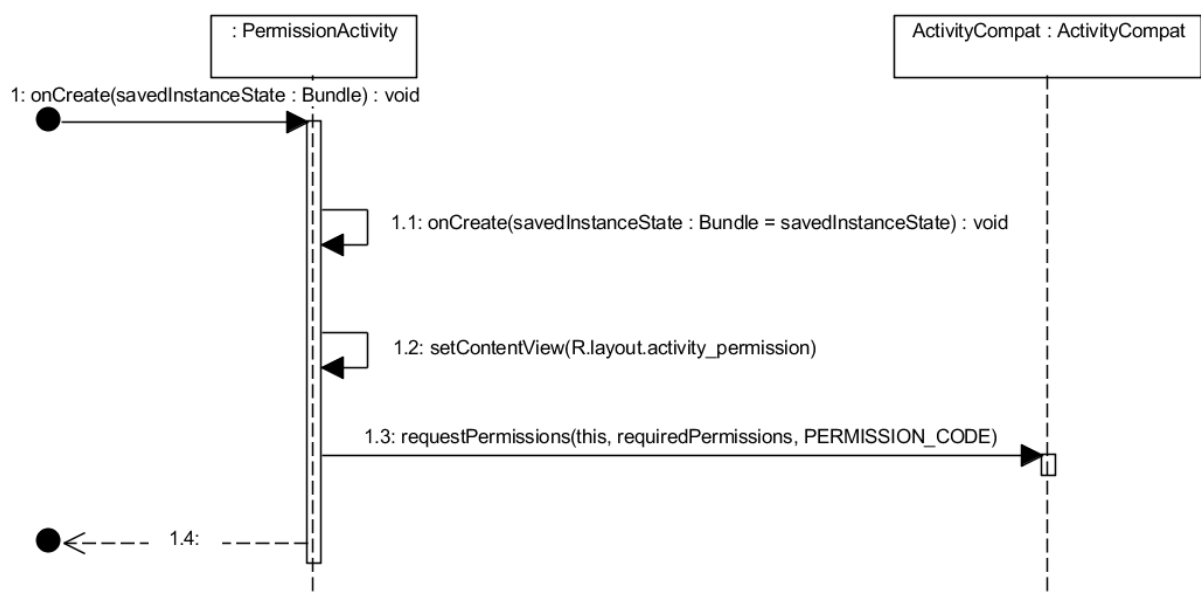 : PermissionActivity
ActivityCompat : ActivityCompat
1: onCreate(savedInstanceState : Bundle) : void
1.1: onCreate(savedInstanceState : Bundle = savedInstanceState) : void
1.2: setContentView(R.layout.activity_permission)
1.3: requestPermissions(this, requiredPermissions, PERMISSION_CODE)
1.4: